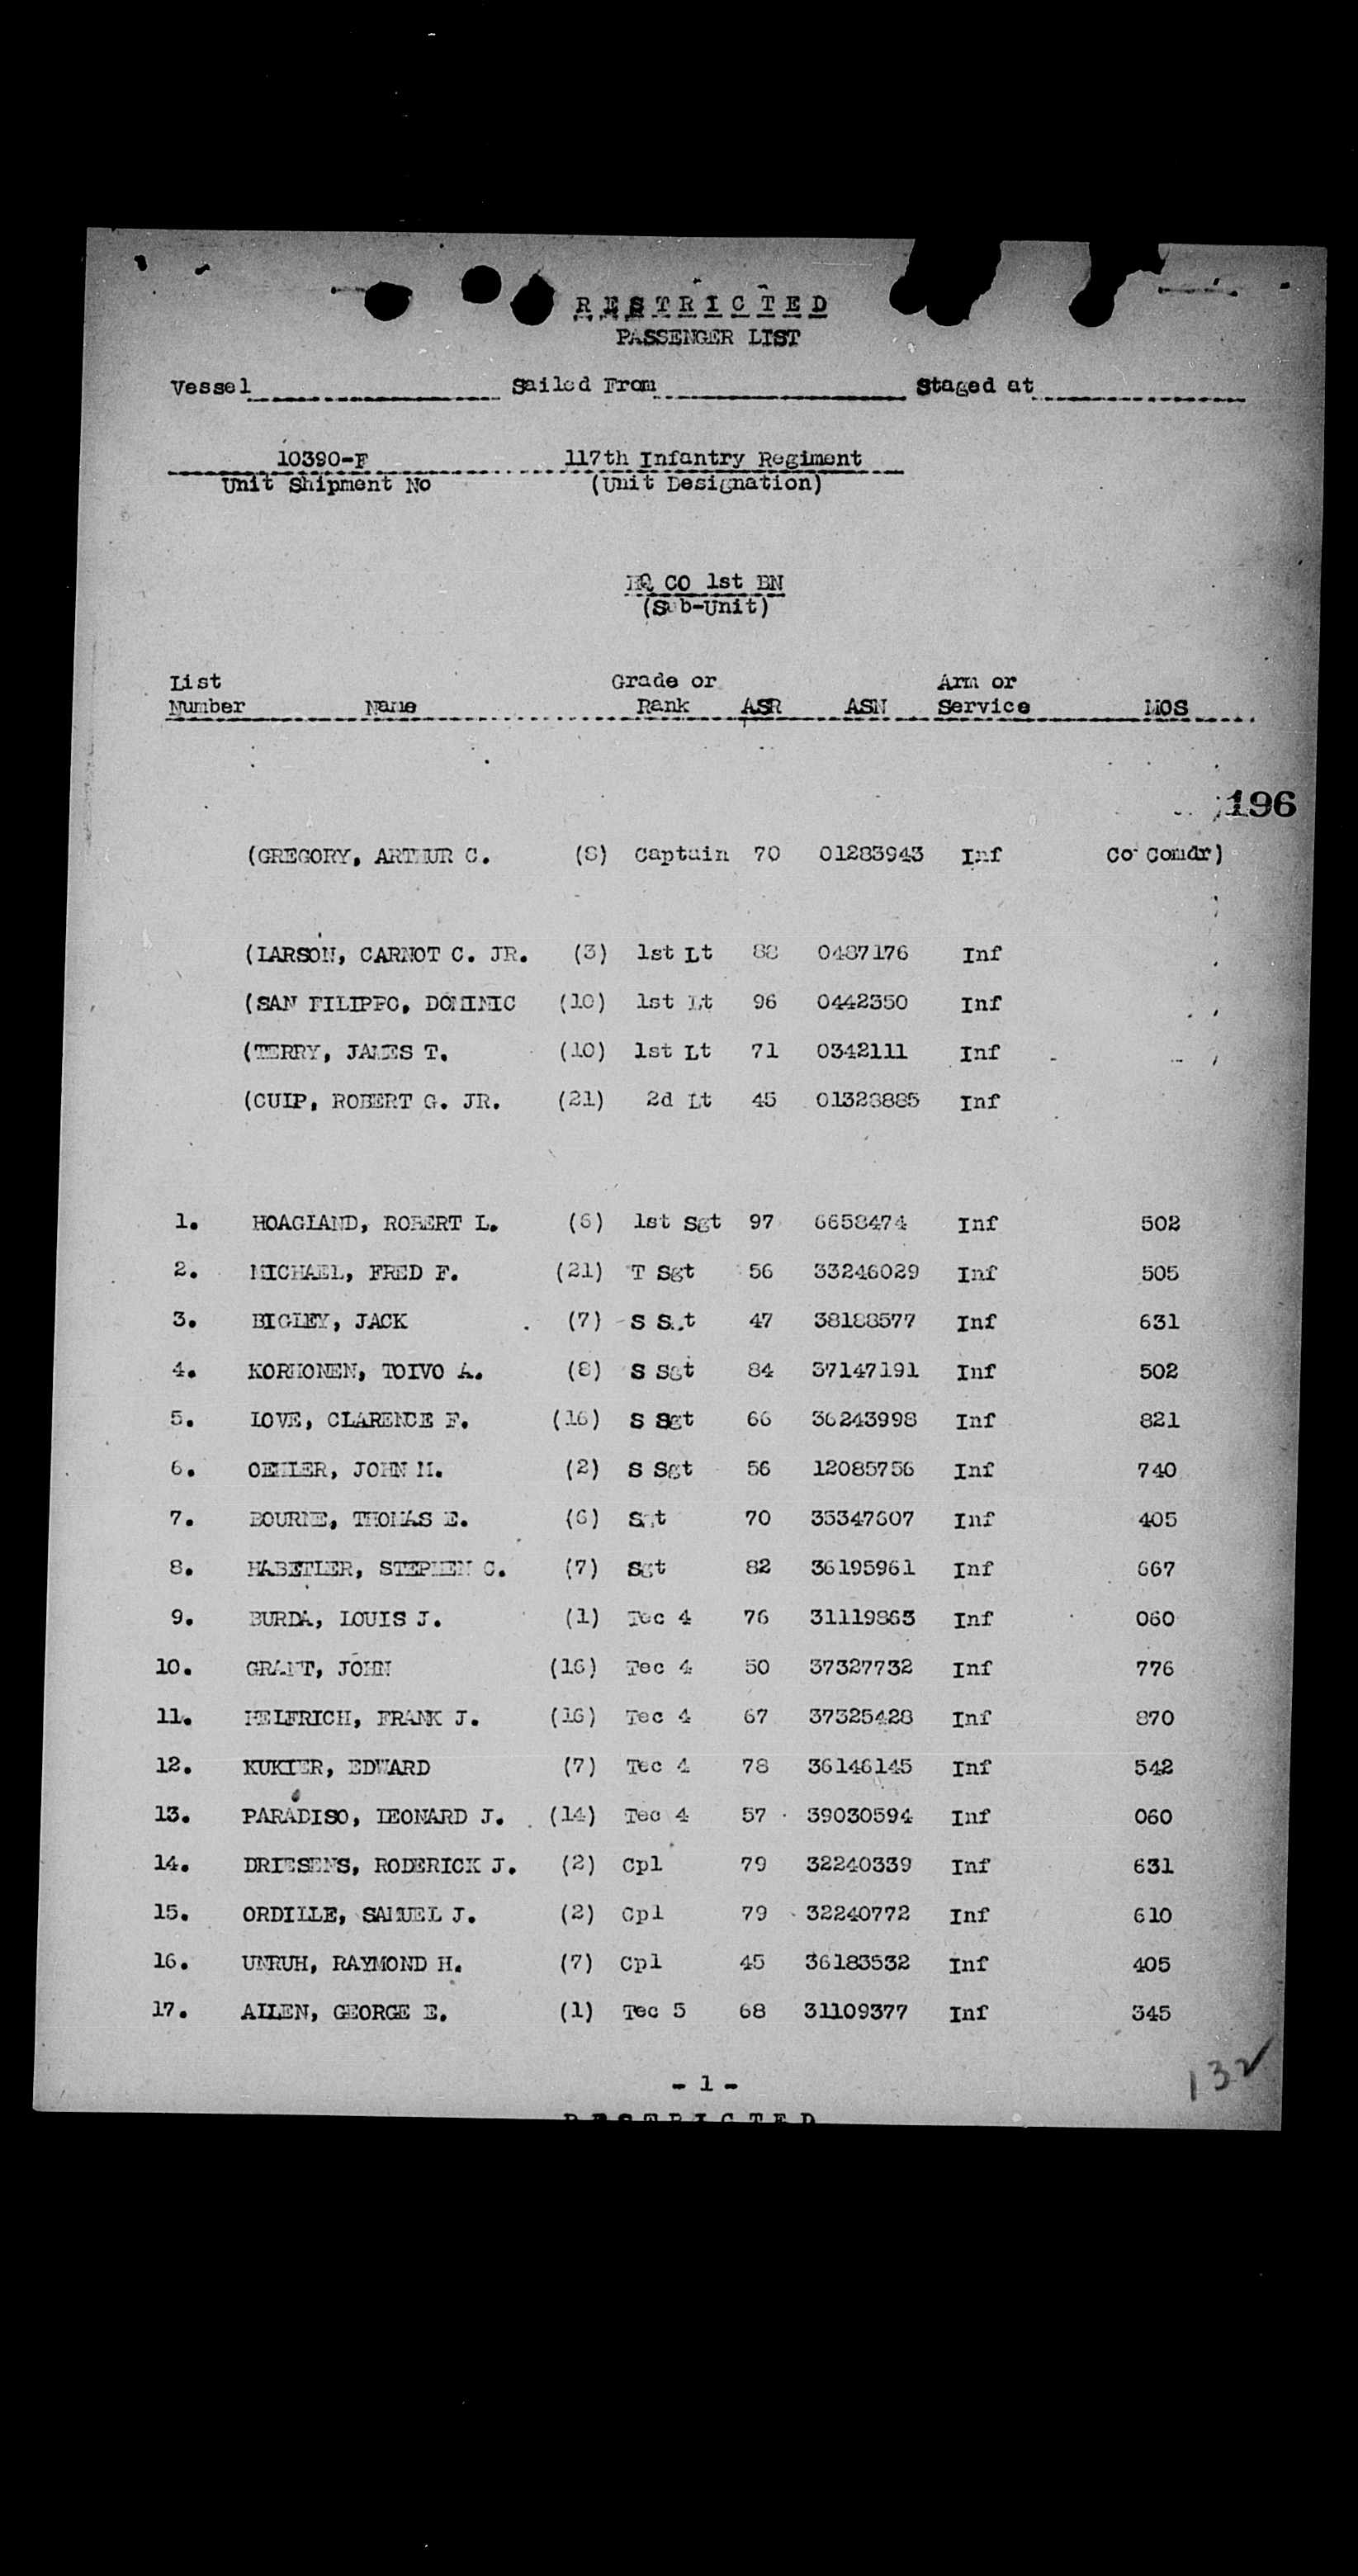 RESTRICTED
PASSENGER LIST
Vessel Sailed From Staged at
10390-F 117th Infantry Regiment
Unit Shipment No (Unit Designation)
HQ CO 1st BN
(Sub-Unit)
List Grade or Arm or
Number Name Rank ASR ASN Service MOS
196
(GREGORY, ARTHUR C. (8) Captain 70 01283943 Inf Co Comdr)
(LARSON, CARNOT C. JR. (3) 1st Lt 88 0487176 Inf
(SAN FILIPPO, DOMINIC (10) 1st Lt 96 0442350 Inf
(TERRY, JAMES T. (10) 1st Lt 71 0342111 Inf
(CUIP, ROBERT G. JR. (21) 2d Lt 45 01328885 Inf
1. HOAGLAND, ROBERT L. (6) 1st Sgt 97 6658474 Inf 502
2. MICHAEL, FRED F. (21) T Sgt 56 33246029 Inf 505
3. BIGLEY, JACK (7) S Sgt 47 38188577 Inf 631
4. KORHONEN, TOIVO A. (8) S Sgt 84 37147191 Inf 502
5. LOVE, CLARENCE F. (16) S Sgt 66 36243998 Inf 821
6. OEHLER, JOHN M. (2) S Sgt 56 12085756 Inf 740
7. BOURNE, THOMAS E. (6) Sgt 70 35347607 Inf 405
8. HABETLER, STEPHEN C. (7) Sgt 82 36195961 Inf 667
9. BURDA, LOUIS J. (1) Tec 4 76 31119863 Inf 060
10. GRANT, JOHN (16) Tec 4 50 37327732 Inf 776
11. HELFRICH, FRANK J. (16) Tec 4 67 37325428 Inf 870
12. KUKIER, EDWARD (7) Tec 4 78 36146145 Inf 542
13. PARADISO, LEONARD J. (14) Tec 4 57 39030594 Inf 060
14. DRIESENS, RODERICK J. (2) Cpl 79 32240339 Inf 631
15. ORDILLE, SAMUEL J. (2) Cpl 79 32240772 Inf 610
16. UNRUH, RAYMOND H. (7) Cpl 45 36183532 Inf 405
17. ALLEN, GEORGE E. (1) Tec 5 68 31109377 Inf 345
132
- 1 -
RESTRICTED